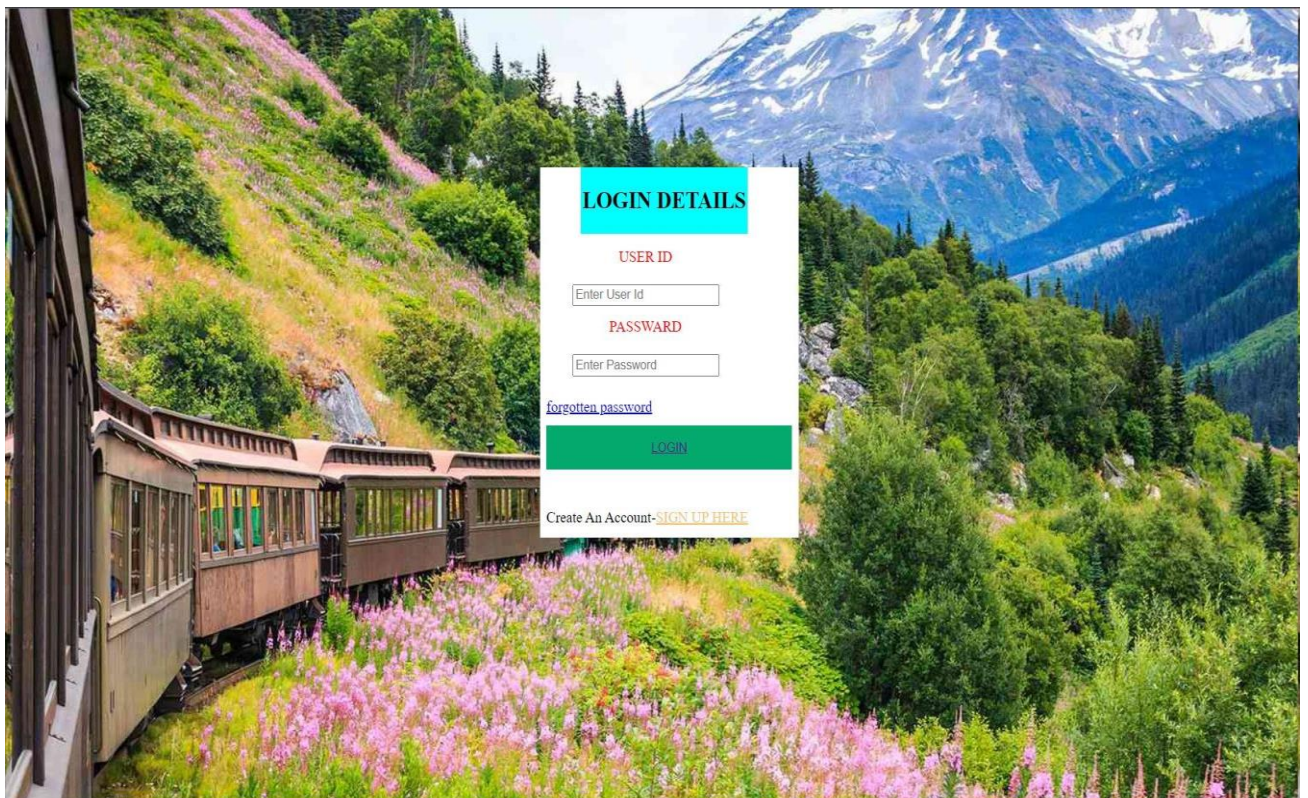 LOGIN DETAILS
USER ID
Enter User Id
PASSWARD
Enter Password
forgotten password
LOGIN
Create An Account-SIGN UP HERE